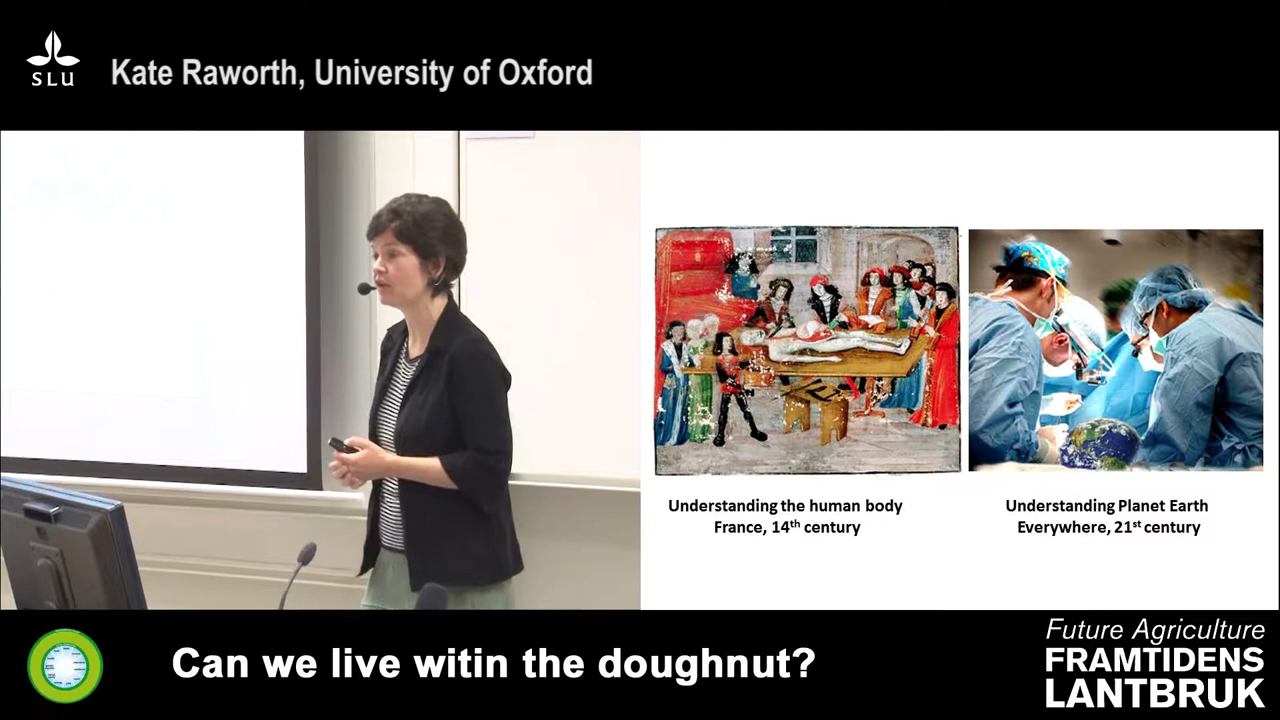 SLU
Kate Raworth, University of Oxford
Understanding the human body
France, 14th century
Understanding Planet Earth
Everywhere, 21st century
Can we live witin the doughnut?
Future Agriculture
FRAMTIDENS
LANTBRUK